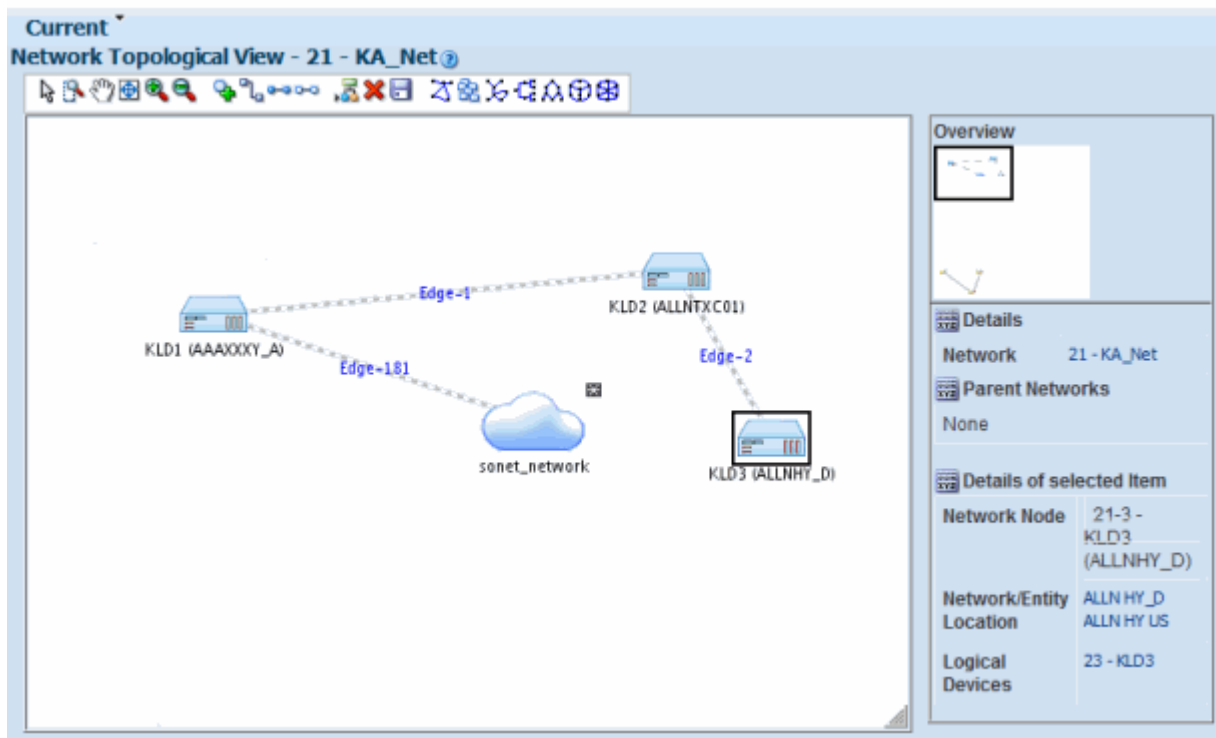 Current
Network Topological View - 21 - KA_Net
Overview
Edge-1
KLD2 (ALLNTXC01)
KLD1 (AAAXXXY_A)
Edge-181
Edge-2
sonet_network
KLD3 (ALLNHY_D)
Details
Network 21 - KA_Net
Parent Networks
None
Details of selected Item
Network Node 21-3 -
KLD3
(ALLNHY_D)
Network/Entity ALLNHY_D
Location ALLN HY US
Logical 23 - KLD3
Devices